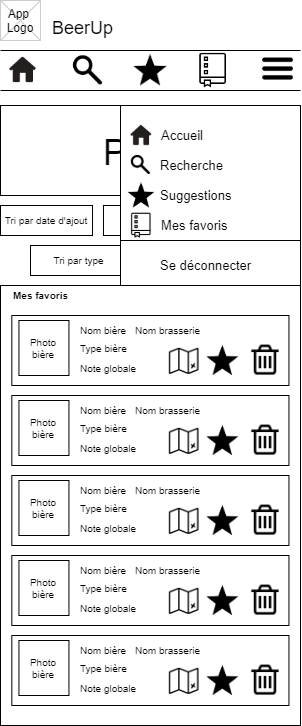 App
Logo
BeerUp
P
Accueil
Recherche
Suggestions
Mes favoris
Se déconnecter
Tri par date d'ajout
Tri par type
Mes favoris
Photo
bière
Nom bière Nom brasserie
Type bière
Note globale
Photo
bière
Nom bière Nom brasserie
Type bière
Note globale
Photo
bière
Nom bière Nom brasserie
Type bière
Note globale
Photo
bière
Nom bière Nom brasserie
Type bière
Note globale
Photo
bière
Nom bière Nom brasserie
Type bière
Note globale